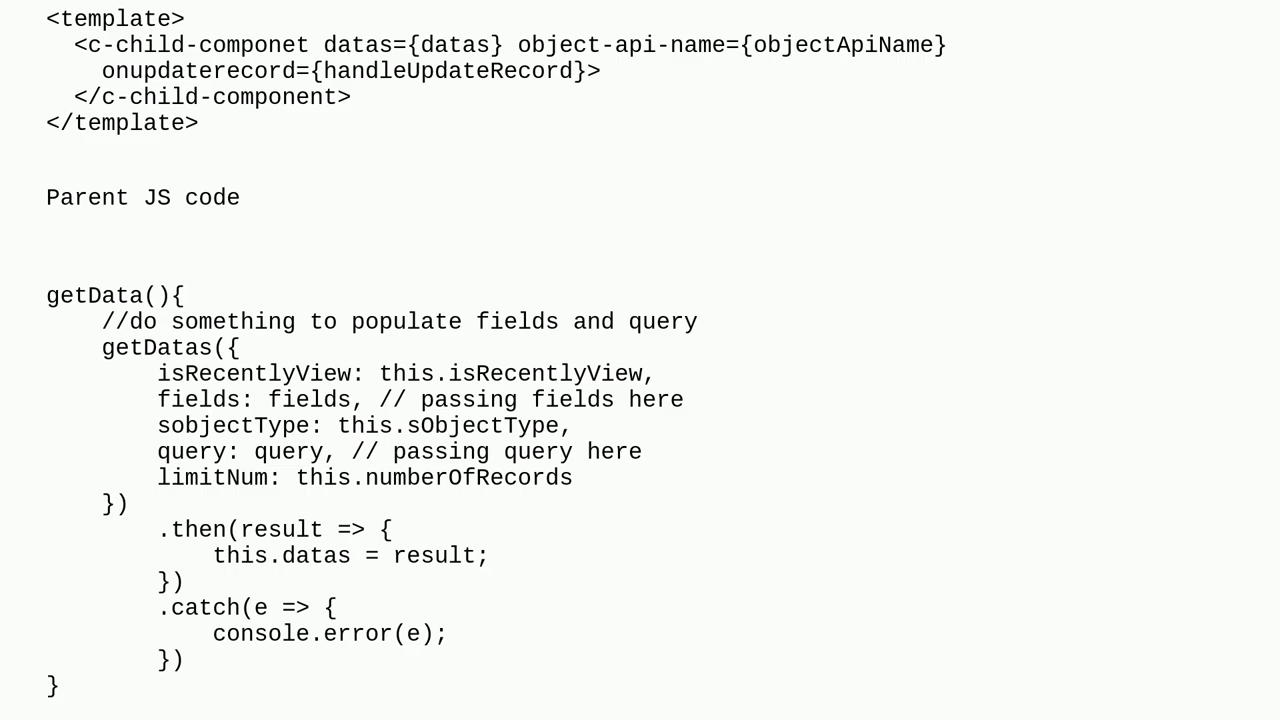 <template>
  <c-child-componet datas={datas} object-api-name={objectApiName}
    onupdaterecord={handleUpdateRecord}>
  </c-child-component>
</template>
Parent JS code
getData(){
    //do something to populate fields and query
    getDatas({
        isRecentlyView: this.isRecentlyView,
        fields: fields, // passing fields here
        sobjectType: this.sObjectType,
        query: query, // passing query here
        limitNum: this.numberOfRecords
    })
        .then(result => {
            this.datas = result;
        })
        .catch(e => {
            console.error(e);
        })
}